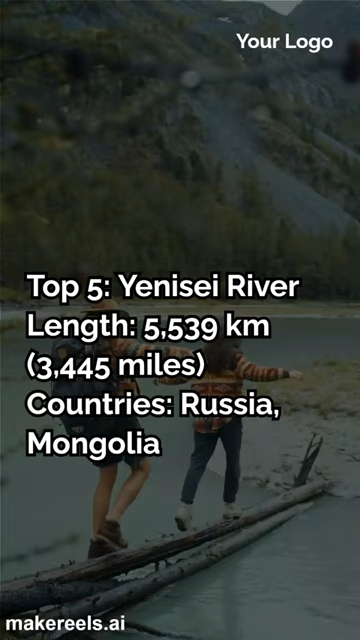 Your Logo
Top 5: Yenisei River
Length: 5,539 km
(3,445 miles)
Countries: Russia,
Mongolia
makereels.ai